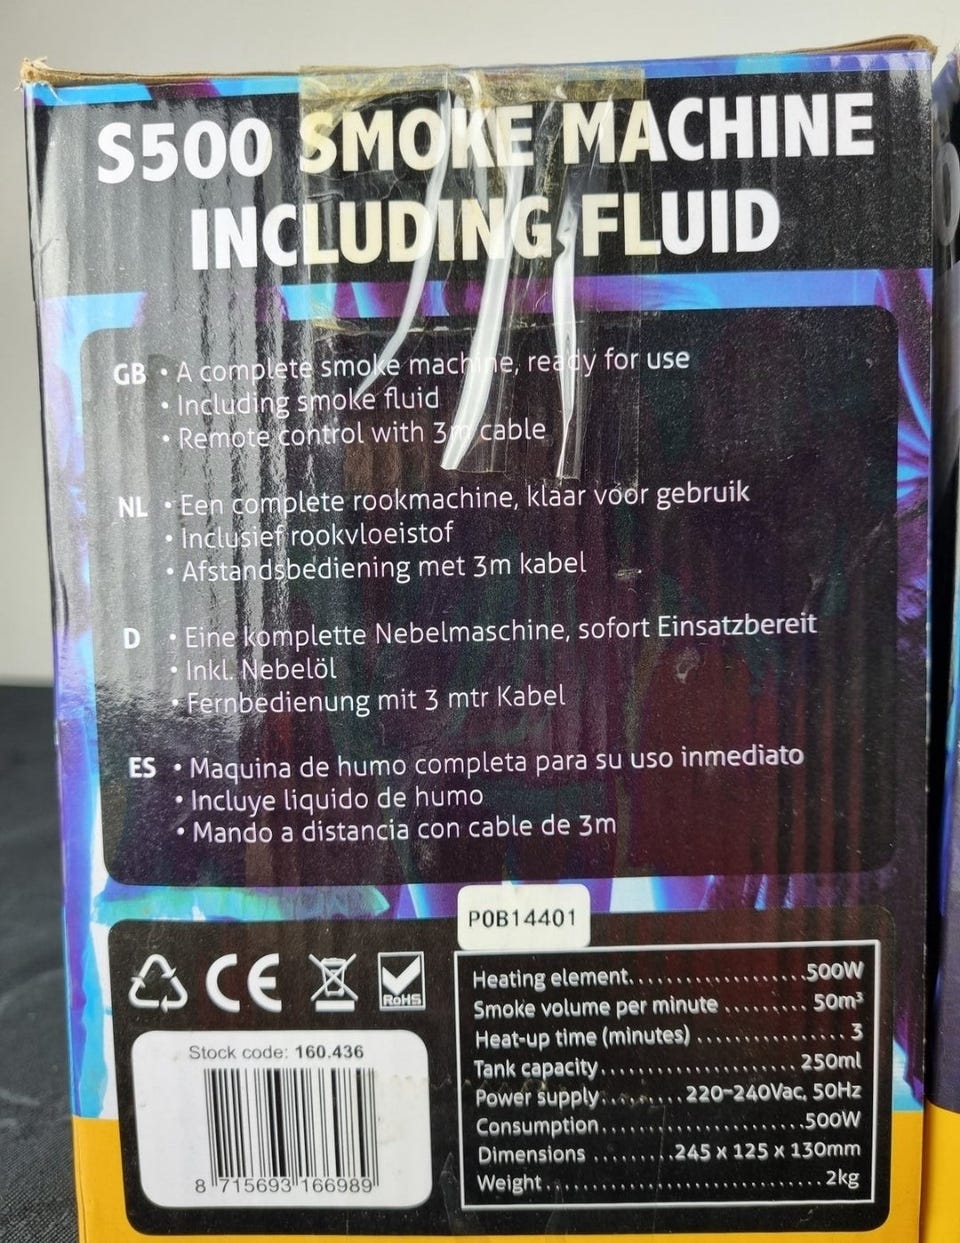 S500 SMOKE MACHINE
INCLUDING FLUID
GB • A complete smoke machine, ready for use
• Including smoke fluid
• Remote control with 3m cable
NL • Een complete rookmachine, klaar voor gebruik
• Inclusief rookvloeistof
• Afstandsbediening met 3m kabel
D • Eine komplette Nebelmaschine, sofort Einsatzbereit
• Inkl. Nebelöl
• Fernbedienung mit 3 mtr Kabel
ES • Maquina de humo completa para su uso inmediato
• Incluye liquido de humo
• Mando a distancia con cable de 3m
P0B14401
CE
RoHS
Stock code: 160.436
8 715693 166989
Heating element....................500W
Smoke volume per minute ......... 50m³
Heat-up time (minutes) ................ 3
Tank capacity....................... 250ml
Power supply.........220-240Vac, 50Hz
Consumption.......................500W
Dimensions .........245 x 125 x 130mm
Weight.............................. 2kg